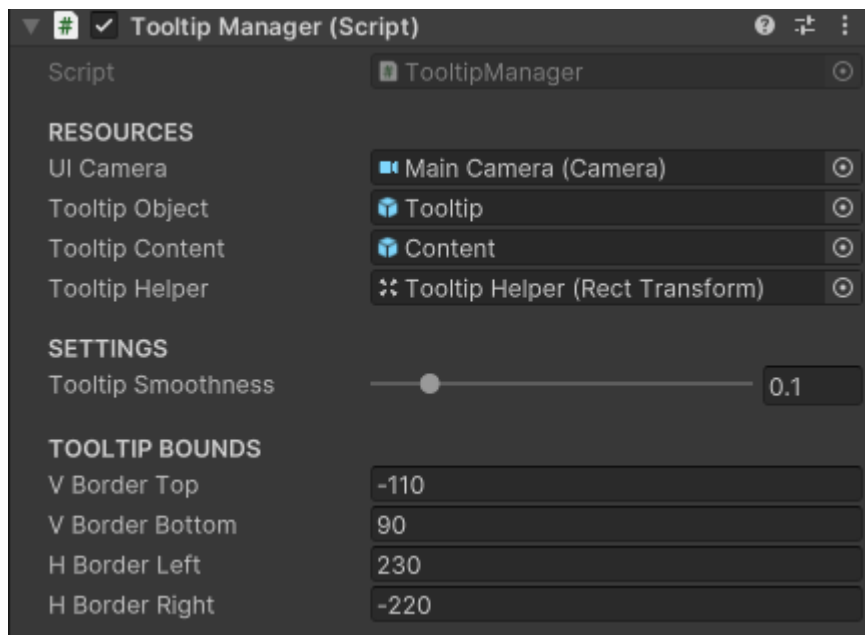 Tooltip Manager (Script)
Script TooltipManager
RESOURCES
UI Camera Main Camera (Camera)
Tooltip Object Tooltip
Tooltip Content Content
Tooltip Helper Tooltip Helper (Rect Transform)
SETTINGS
Tooltip Smoothness 0.1
TOOLTIP BOUNDS
V Border Top -110
V Border Bottom 90
H Border Left 230
H Border Right -220